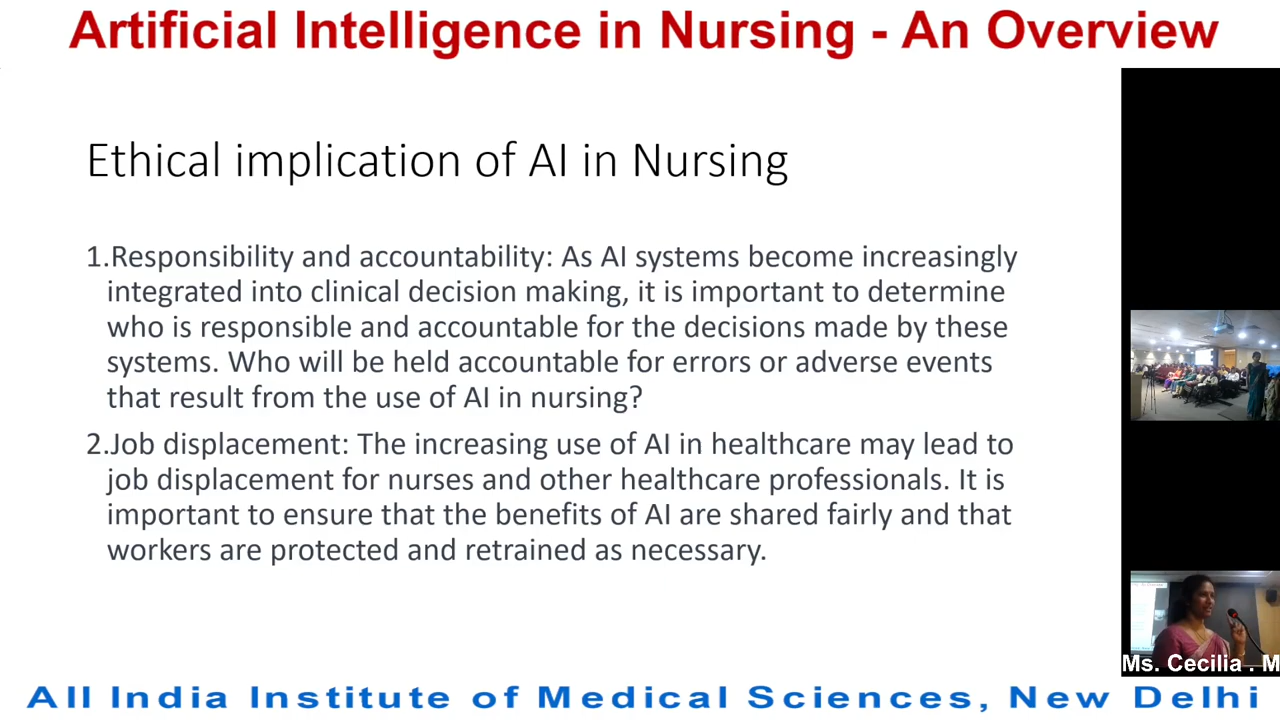 Artificial Intelligence in Nursing - An Overview
Ethical implication of AI in Nursing
1.Responsibility and accountability: As AI systems become increasingly
integrated into clinical decision making, it is important to determine
who is responsible and accountable for the decisions made by these
systems. Who will be held accountable for errors or adverse events
that result from the use of AI in nursing?
2.Job displacement: The increasing use of AI in healthcare may lead to
job displacement for nurses and other healthcare professionals. It is
important to ensure that the benefits of AI are shared fairly and that
workers are protected and retrained as necessary.
Ms. Cecilia . M
All India Institute of Medical Sciences, New Delhi